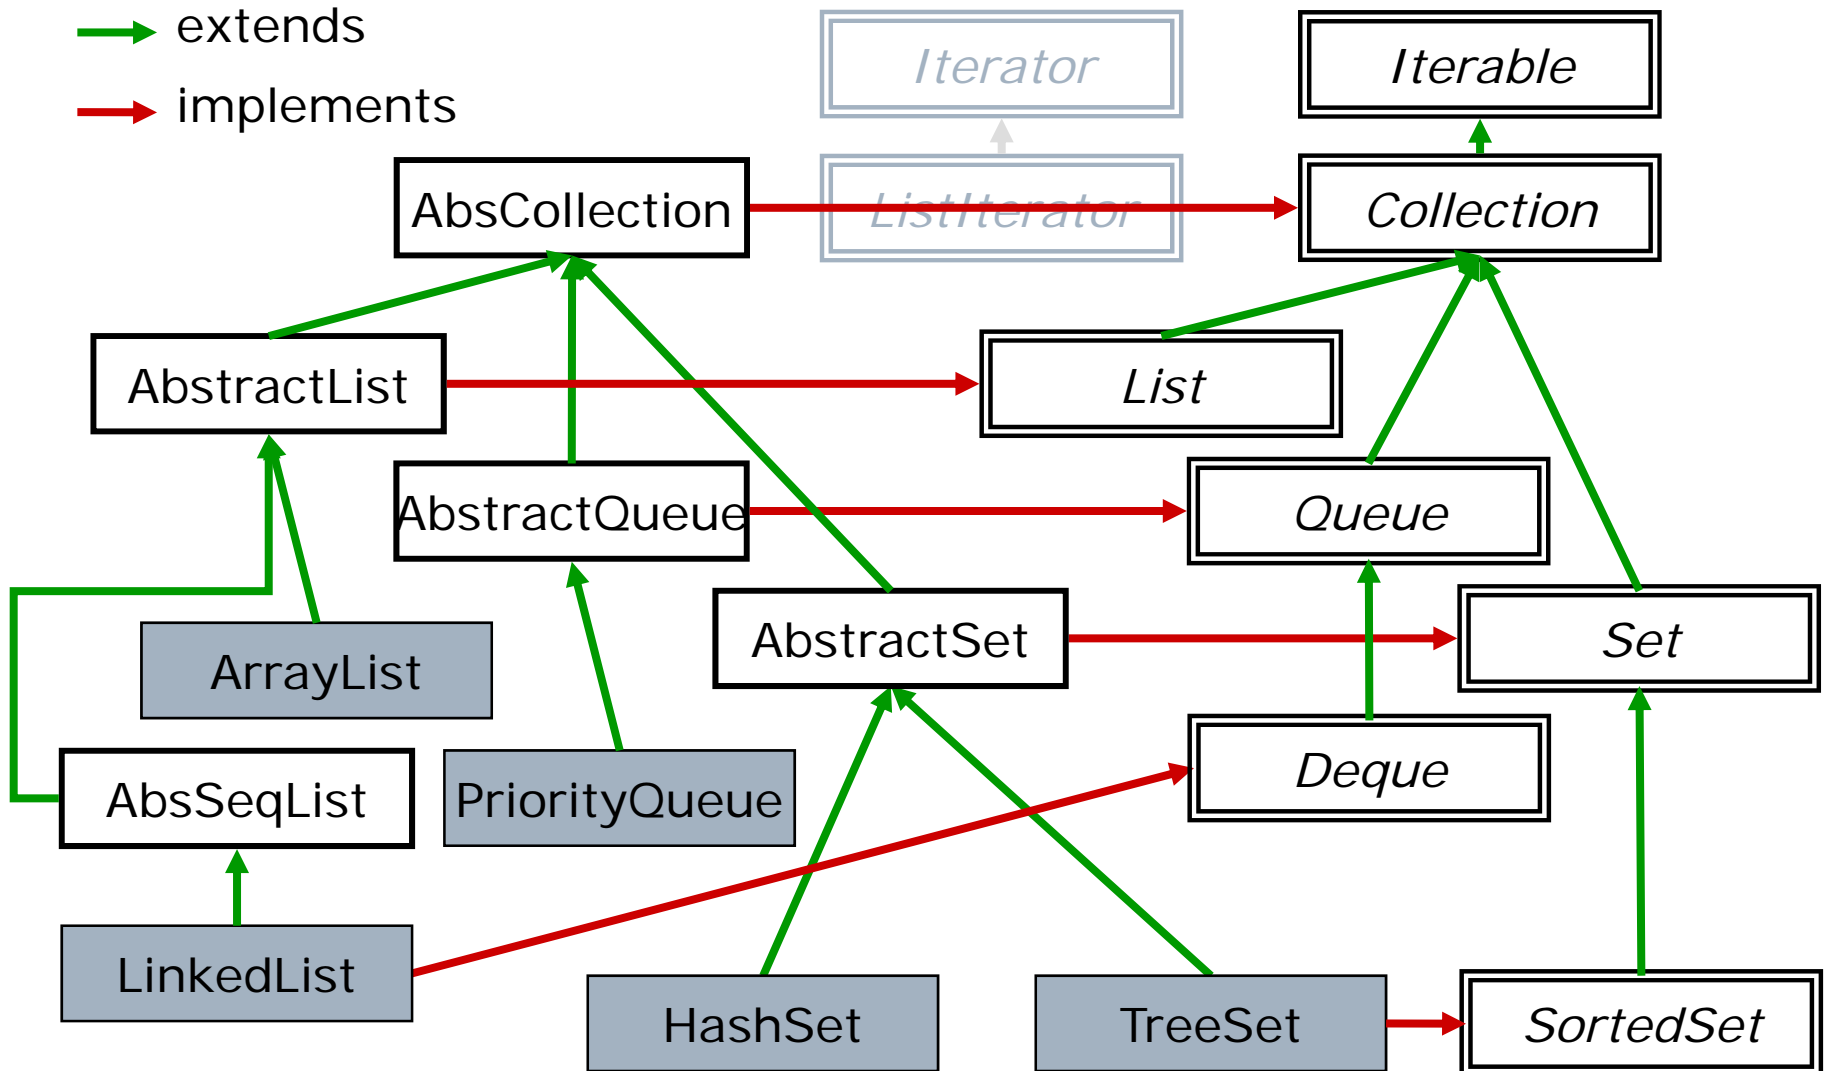 extends
Iterator
Iterable
implements
AbsCollection
ListIterator
Collection
AbstractList
List
AbstractQueue
Queue
AbstractSet
Set
ArrayList
Deque
AbsSeqList
PriorityQueue
LinkedList
HashSet
TreeSet
SortedSet